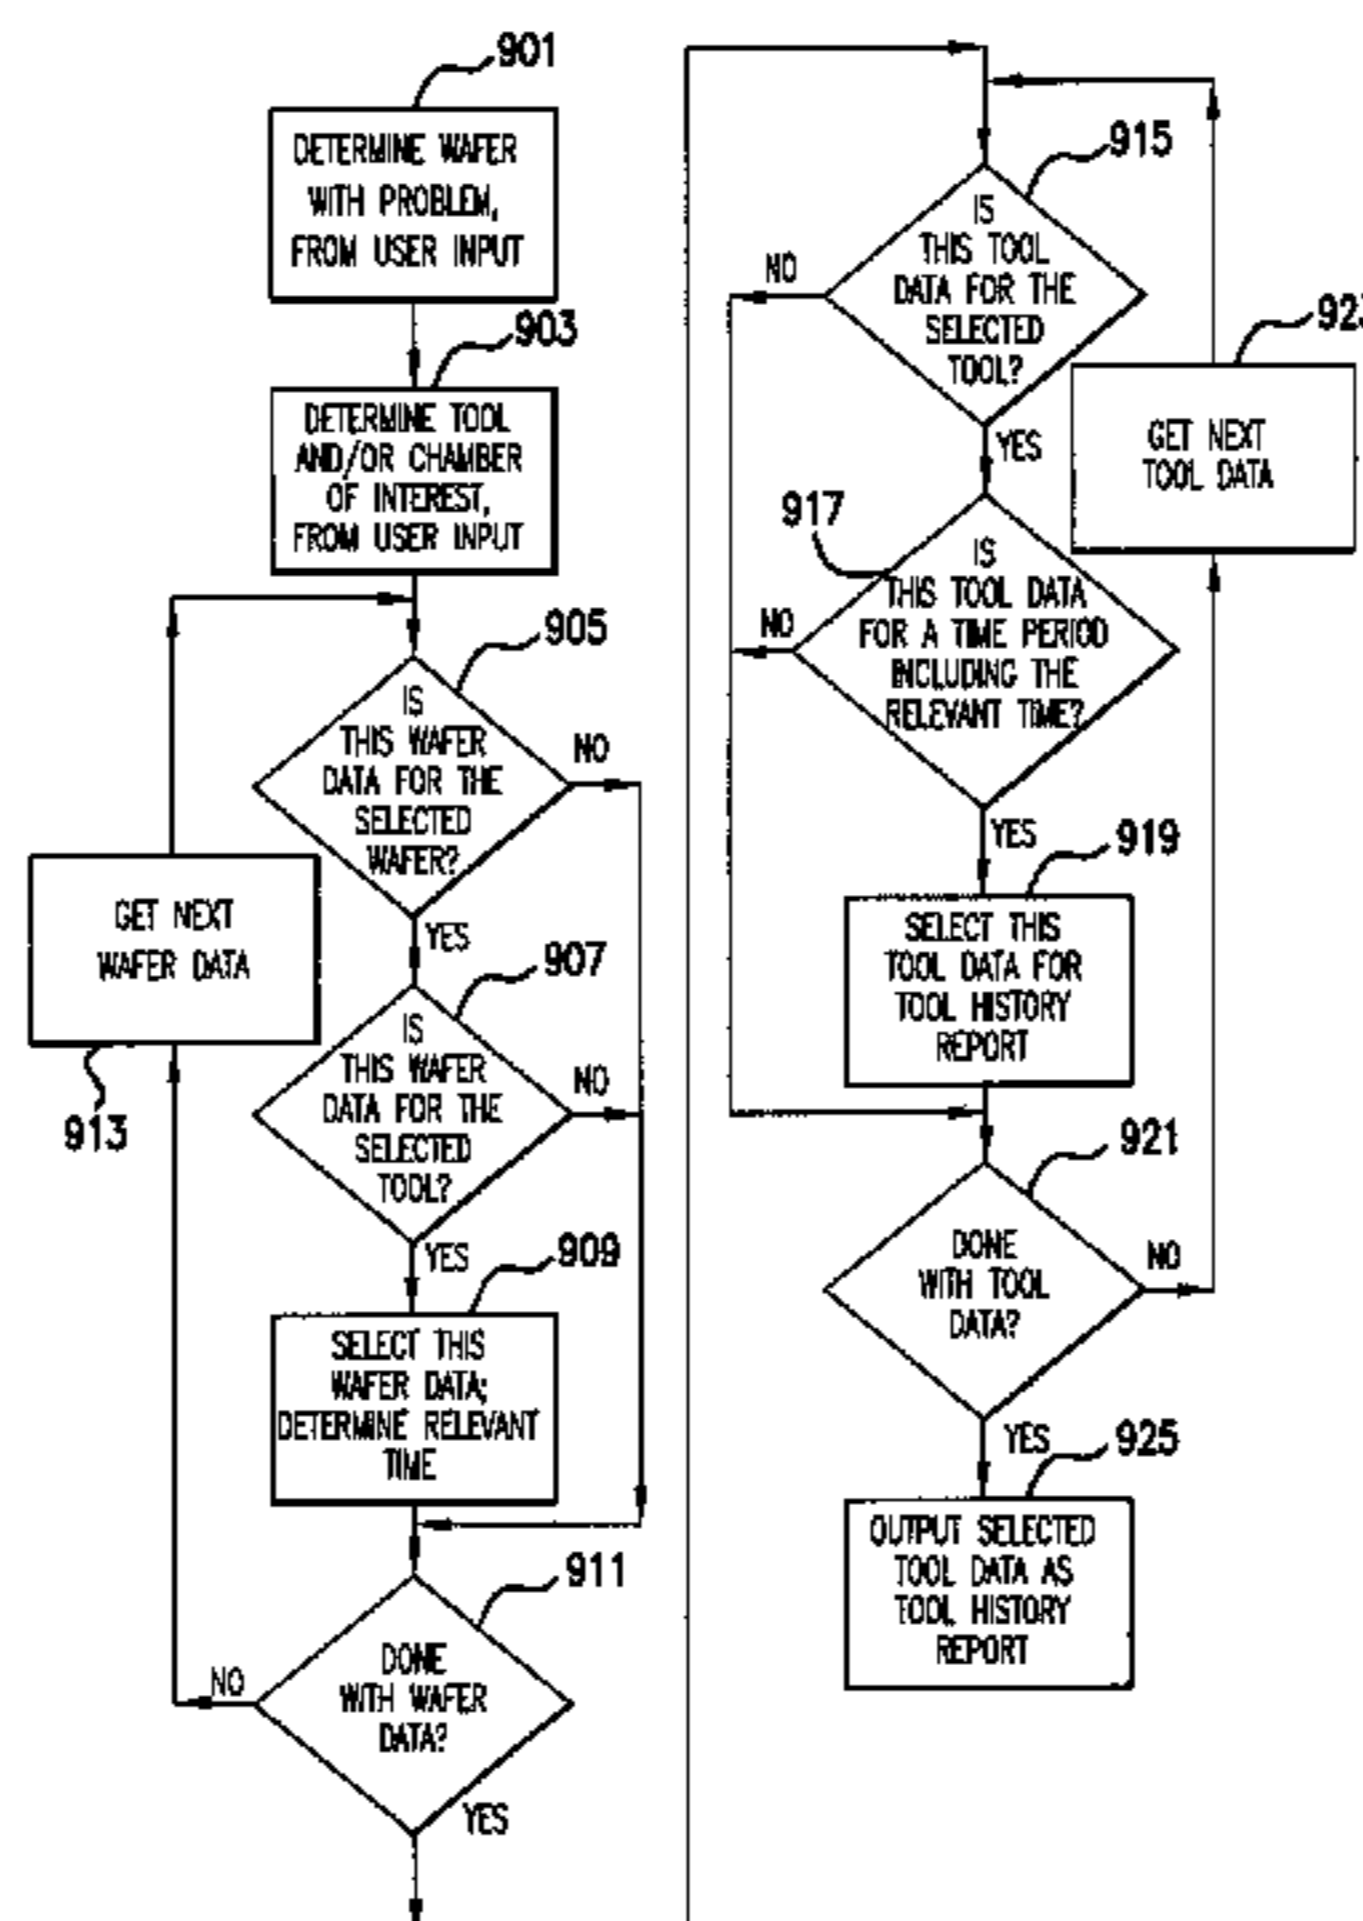 901
DETERMINE WAFER
WITH PROBLEM,
FROM USER INPUT
903
DETERMINE TOOL
AND/OR CHAMBER
OF INTEREST,
FROM USER INPUT
905
IS
THIS WAFER
DATA FOR THE
SELECTED
WAFER?
NO
YES
GET NEXT
WAFER DATA
913
907
IS
THIS WAFER
DATA FOR THE
SELECTED
TOOL?
NO
YES
909
SELECT THIS
WAFER DATA;
DETERMINE RELEVANT
TIME
911
DONE
WITH WAFER
DATA?
NO
YES
915
IS
THIS TOOL
DATA FOR THE
SELECTED
TOOL?
NO
YES
GET NEXT
TOOL DATA
917
IS
THIS TOOL DATA
FOR A TIME PERIOD
INCLUDING THE
RELEVANT TIME?
NO
YES
919
SELECT THIS
TOOL DATA FOR
TOOL HISTORY
REPORT
921
DONE
WITH TOOL
DATA?
NO
YES
925
OUTPUT SELECTED
TOOL DATA AS
TOOL HISTORY
REPORT